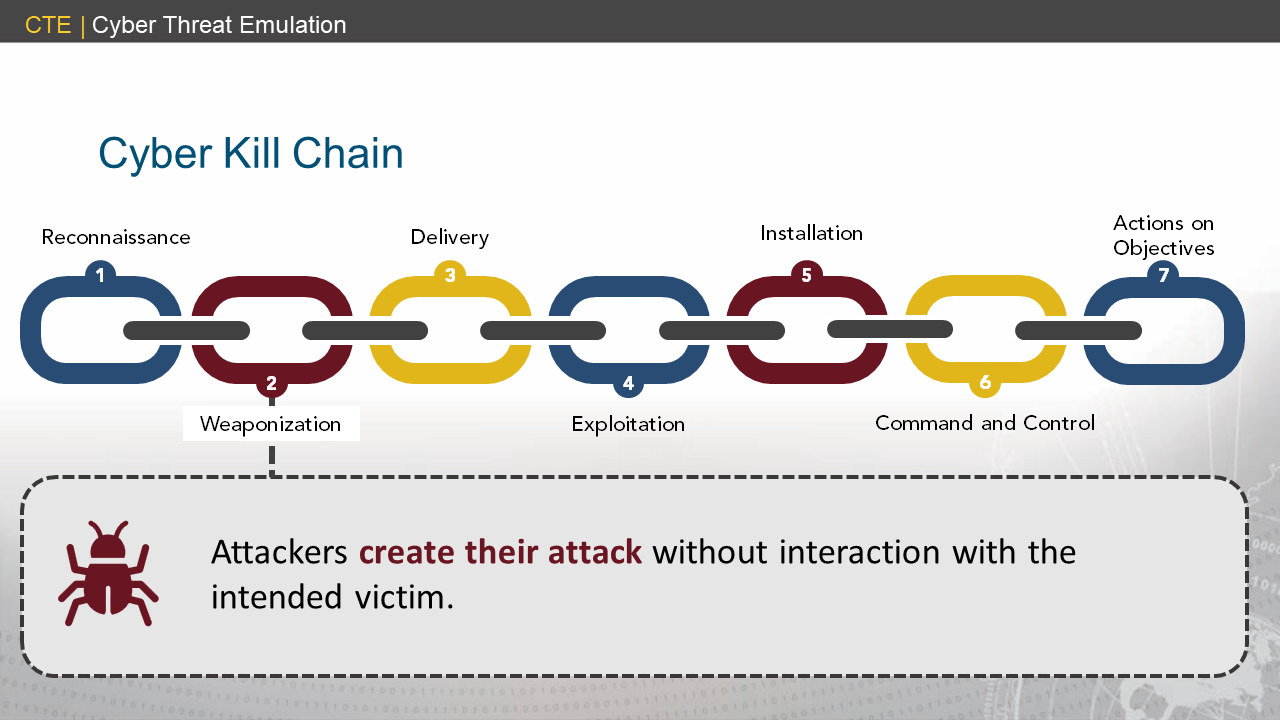 CTE | Cyber Threat Emulation
Cyber Kill Chain
Reconnaissance
Delivery
Installation
Actions on
Objectives
1
3
5
7
2
4
6
Weaponization
Exploitation
Command and Control
Attackers create their attack without interaction with the
intended victim.